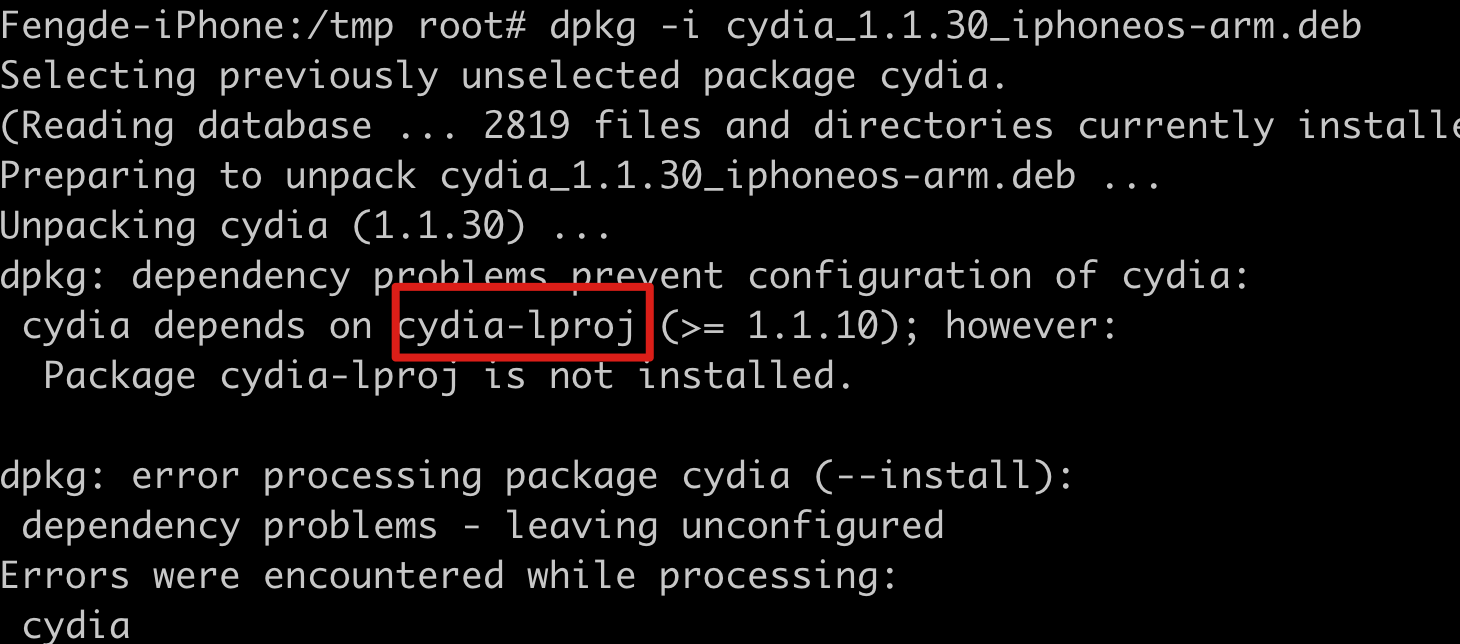 Fengde-iPhone:/tmp root# dpkg -i cydia_1.1.30_iphoneos-arm.deb
Selecting previously unselected package cydia.
(Reading database ... 2819 files and directories currently installe
Preparing to unpack cydia_1.1.30_iphoneos-arm.deb ...
Unpacking cydia (1.1.30) ...
dpkg: dependency problems prevent configuration of cydia:
 cydia depends on cydia-lproj (>= 1.1.10); however:
  Package cydia-lproj is not installed.

dpkg: error processing package cydia (--install):
 dependency problems - leaving unconfigured
Errors were encountered while processing:
 cydia